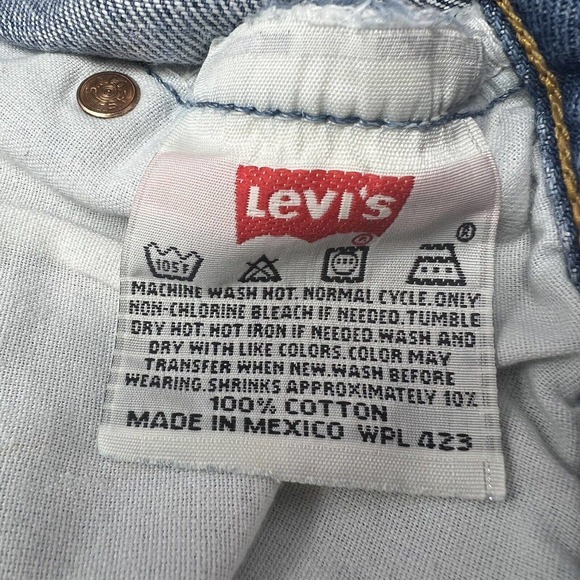 Levi's
®
®
105F
MACHINE WASH HOT. NORMAL CYCLE. ONLY
NON-CHLORINE BLEACH IF NEEDED. TUMBLE
DRY HOT. HOT IRON IF NEEDED. WASH AND
DRY WITH LIKE COLORS. COLOR MAY
TRANSFER WHEN NEW. WASH BEFORE
WEARING. SHRINKS APPROXIMATELY 10%
100% COTTON
MADE IN MEXICO WPL 423